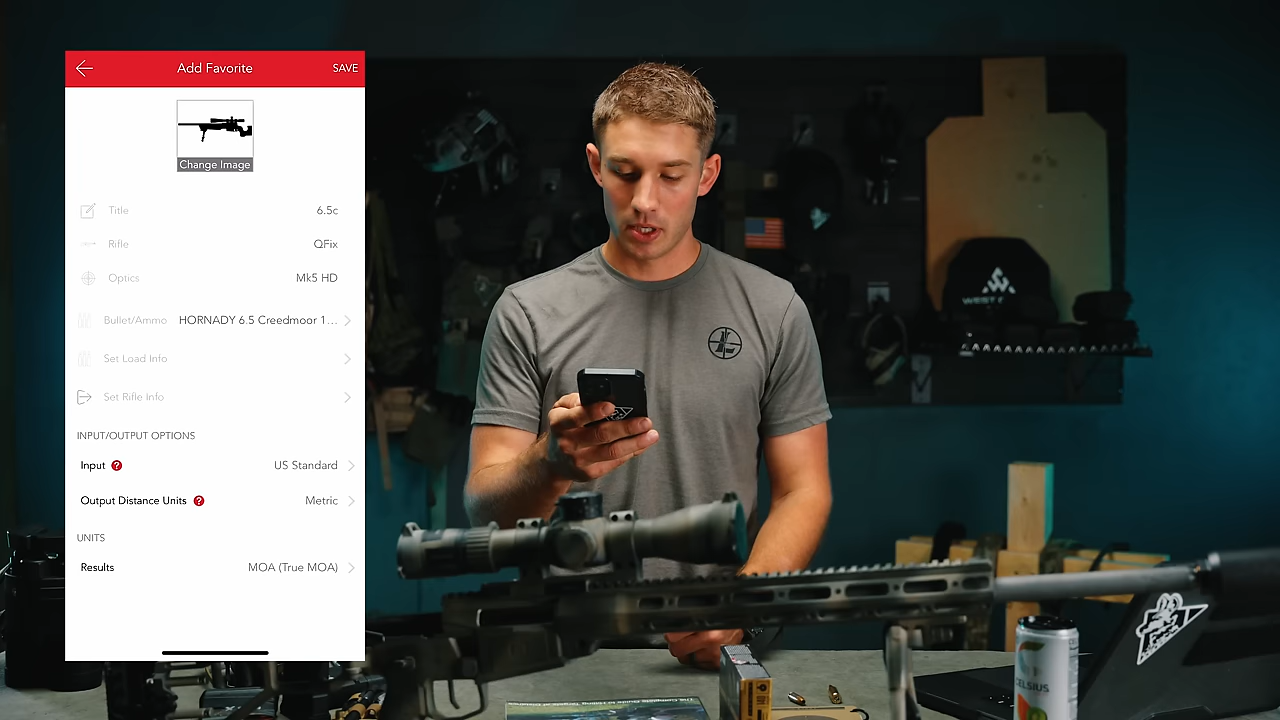 Add Favorite
SAVE
Change Image
Title 6.5c
Rifle QFix
Optics Mk5 HD
Bullet/Ammo HORNADY 6.5 Creedmoor 1...
Set Load Info
Set Rifle Info
INPUT/OUTPUT OPTIONS
Input ? US Standard
Output Distance Units ? Metric
UNITS
Results MOA (True MOA)
WEST
CELSIUS